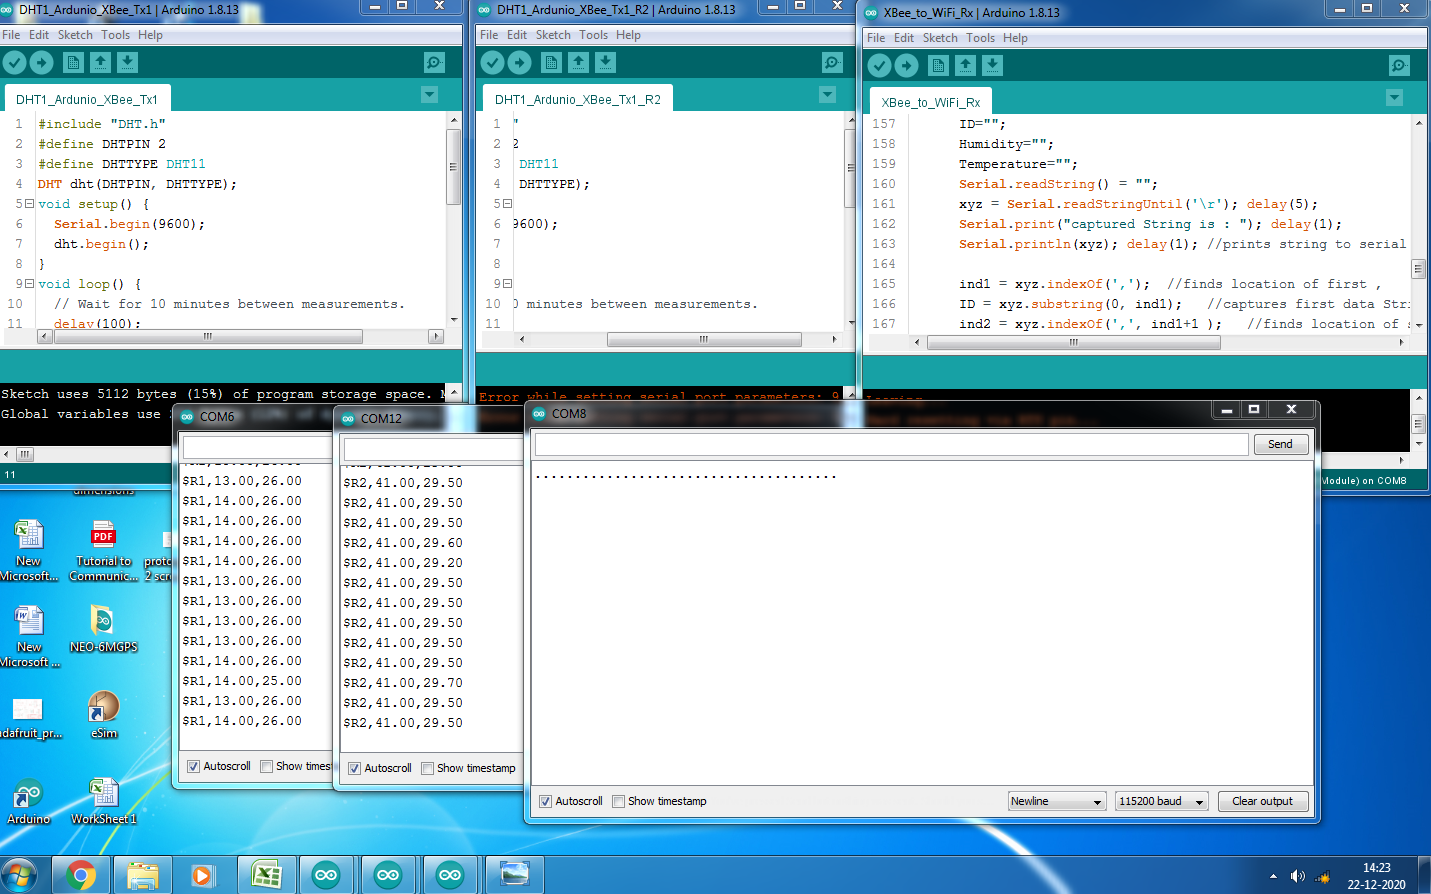 DHT1_Ardunio_XBee_Tx1 | Arduino 1.8.13
File Edit Sketch Tools Help
DHT1_Ardunio_XBee_Tx1
1 #include "DHT.h"
2 #define DHTPIN 2
3 #define DHTTYPE DHT11
4 DHT dht(DHTPIN, DHTTYPE);
5 void setup() {
6 Serial.begin(9600);
7 dht.begin();
8 }
9 void loop() {
10 // Wait for 10 minutes between measurements.
11 delay(100);
Sketch uses 5112 bytes (15%) of program storage space. M
Global variables use
11
DHT1_Ardunio_XBee_Tx1_R2 | Arduino 1.8.13
File Edit Sketch Tools Help
DHT1_Ardunio_XBee_Tx1_R2
1 "
2 2
3 DHT11
4 DHTTYPE);
5
6 9600);
7
8
9
10 0 minutes between measurements.
11
Error while setting serial port parameters: 9
XBee_to_WiFi_Rx | Arduino 1.8.13
File Edit Sketch Tools Help
XBee_to_WiFi_Rx
157 ID="";
158 Humidity="";
159 Temperature="";
160 Serial.readString() = "";
161 xyz = Serial.readStringUntil('\r'); delay(5);
162 Serial.print("captured String is : "); delay(1);
163 Serial.println(xyz); delay(1); //prints string to serial
164
165 ind1 = xyz.indexOf(','); //finds location of first ,
166 ID = xyz.substring(0, ind1); //captures first data Stri
167 ind2 = xyz.indexOf(',', ind1+1 ); //finds location of s
Module) on COM8
COM6
$R1,13.00,26.00
$R1,14.00,26.00
$R1,14.00,26.00
$R1,14.00,26.00
$R1,14.00,26.00
$R1,13.00,26.00
$R1,13.00,26.00
$R1,13.00,26.00
$R1,13.00,26.00
$R1,14.00,26.00
$R1,14.00,25.00
$R1,13.00,26.00
$R1,14.00,26.00
Autoscroll Show timest
COM12
$R2,41.00,29.50
$R2,41.00,29.50
$R2,41.00,29.50
$R2,41.00,29.60
$R2,41.00,29.20
$R2,41.00,29.50
$R2,41.00,29.50
$R2,41.00,29.50
$R2,41.00,29.50
$R2,41.00,29.50
$R2,41.00,29.70
$R2,41.00,29.50
$R2,41.00,29.50
Autoscroll Show timestamp
COM8
Send
......................................
Autoscroll Show timestamp Newline 115200 baud Clear output
dimensions
New
Microsoft...
PDF
Tutorial to
Communic...
proto
2 scr
New
Microsoft ...
NEO-6MGPS
dafruit_pr...
eSim
Arduino
WorkSheet1
14:23
22-12-2020